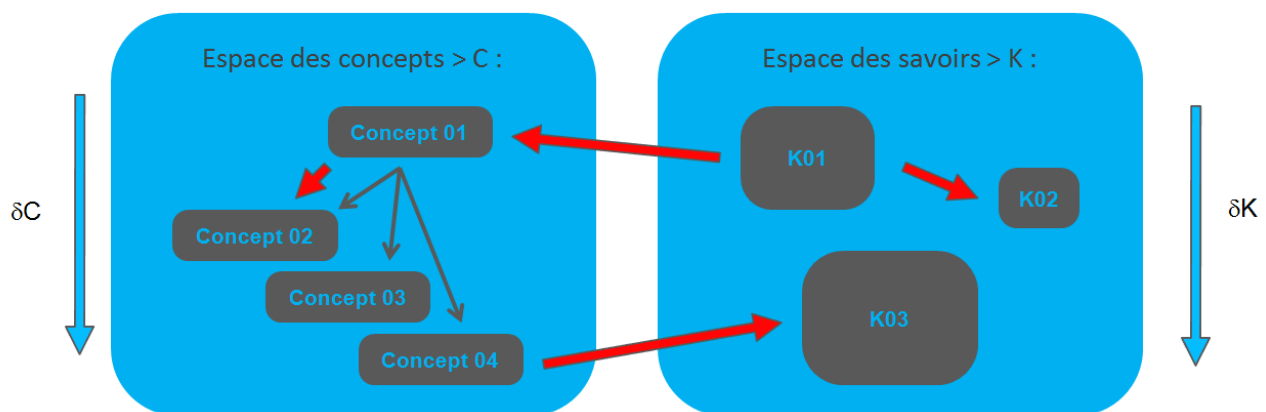 Espace des concepts > C :
Espace des savoirs > K :
Concept 01
K01
K02
δC
δK
Concept 02
Concept 03
K03
Concept 04